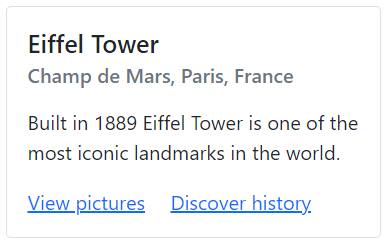 Eiffel Tower
Champ de Mars, Paris, France
Built in 1889 Eiffel Tower is one of the
most iconic landmarks in the world.
View pictures Discover history